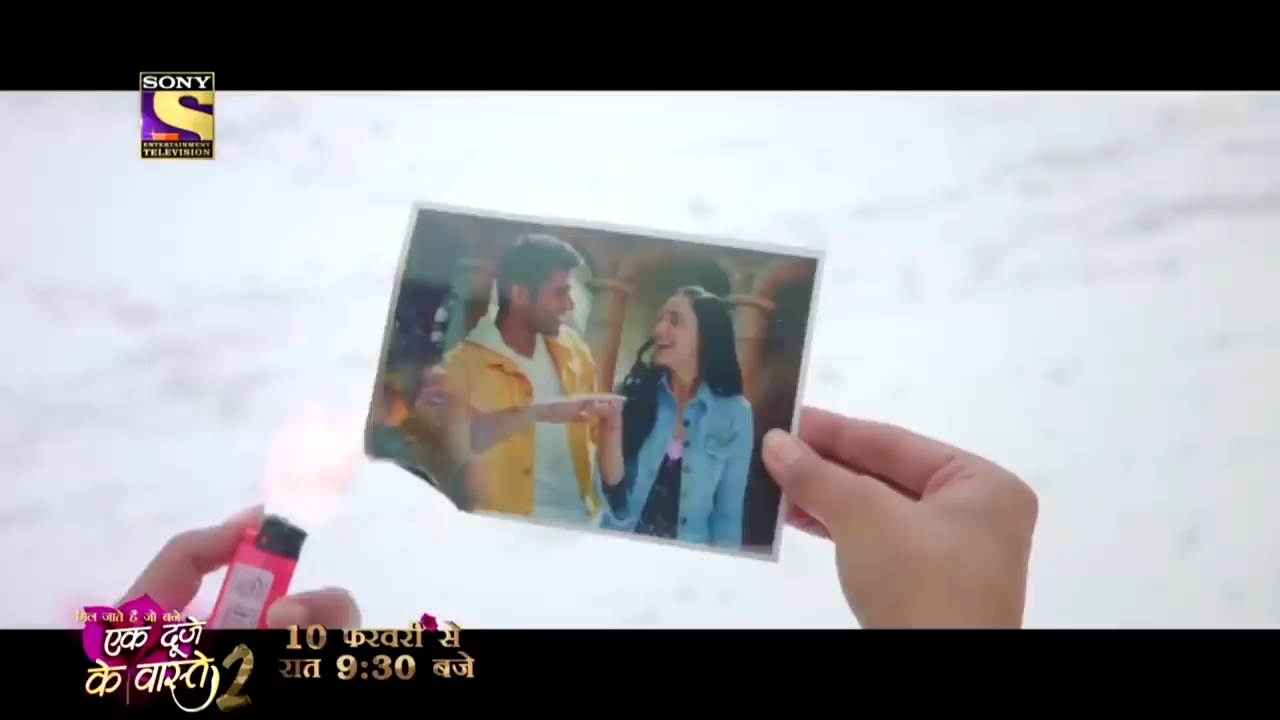 SONY
ENTERTAINMENT
TELEVISION
मिल जाते हैं जो बने
एक दूजे
के वास्ते 2
10 फरवरी से
रात 9:30 बजे